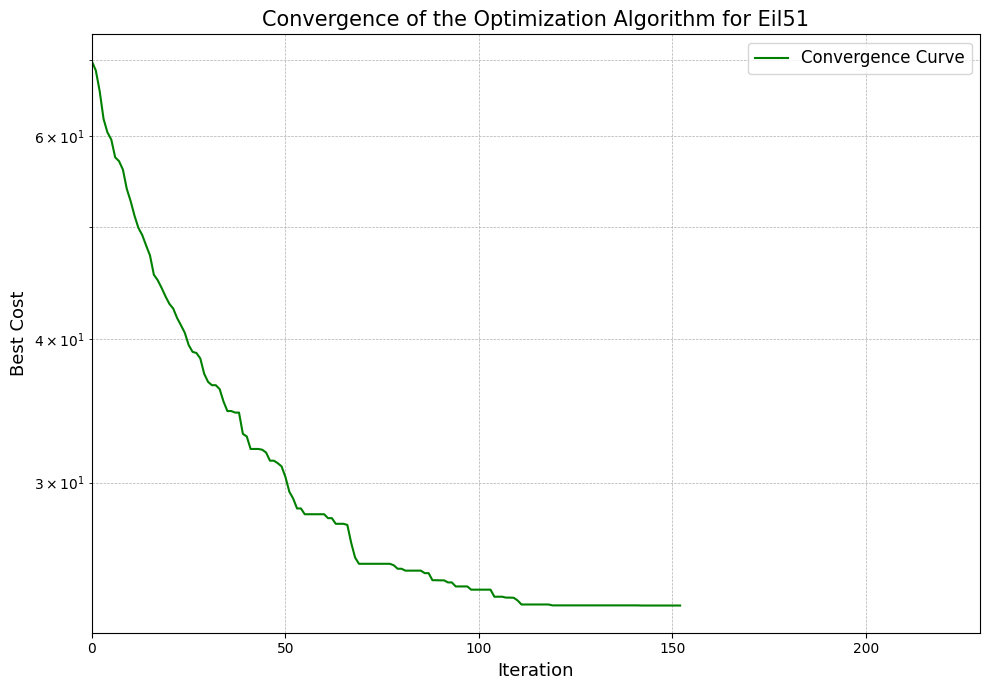 Convergence of the Optimization Algorithm for Eil51
Convergence Curve
6 × 10¹
4 × 10¹
3 × 10¹
Best Cost
0 50 100 150 200
Iteration